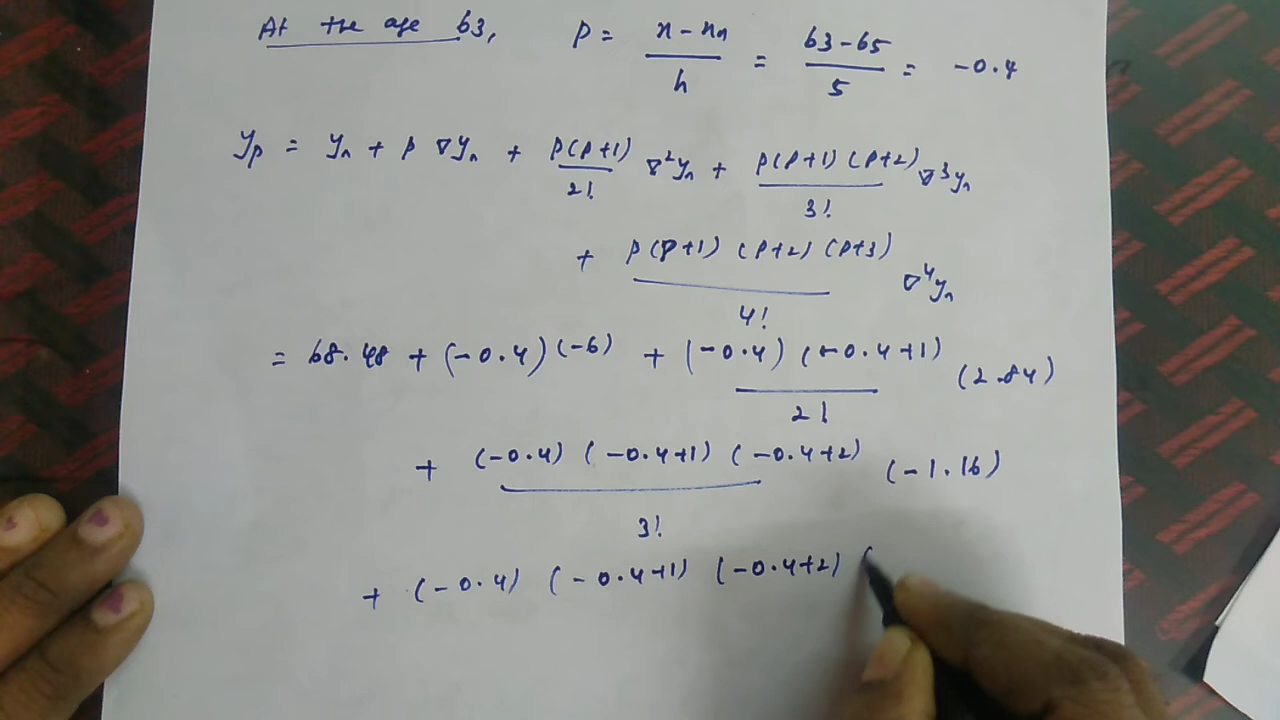 At the age 63, p = x - xn / h = 63-65 / 5 = -0.4
yp = yn + p ∇yn + p(p+1) / 2! ∇²yn + p(p+1)(p+2) / 3! ∇³yn
+ p(p+1)(p+2)(p+3) / 4! ∇⁴yn
= 68.48 + (-0.4)(-6) + (-0.4)(-0.4+1) / 2! (2.84)
+ (-0.4)(-0.4+1)(-0.4+2) / 3! (-1.16)
+ (-0.4)(-0.4+1)(-0.4+2)(